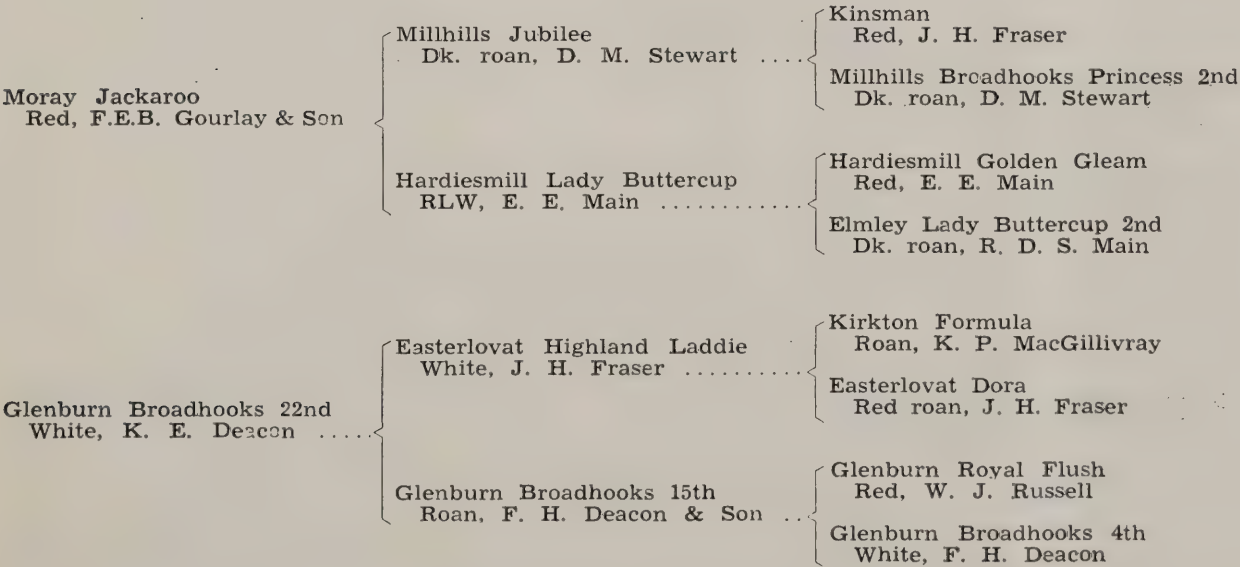 Moray Jackaroo
Red, F.E.B. Gourlay & Son
Millhills Jubilee
Dk. roan, D. M. Stewart ....
Kinsman
Red, J. H. Fraser
Millhills Broadhooks Princess 2nd
Dk. roan, D. M. Stewart
Hardiesmill Lady Buttercup
RLW, E. E. Main ............
Hardiesmill Golden Gleam
Red, E. E. Main
Elmley Lady Buttercup 2nd
Dk. roan, R. D. S. Main
Glenburn Broadhooks 22nd
White, K. E. Deacon .....
Easterlovat Highland Laddie
White, J. H. Fraser ..........
Kirkton Formula
Roan, K. P. MacGillivray
Easterlovat Dora
Red roan, J. H. Fraser
Glenburn Broadhooks 15th
Roan, F. H. Deacon & Son ..
Glenburn Royal Flush
Red, W. J. Russell
Glenburn Broadhooks 4th
White, F. H. Deacon